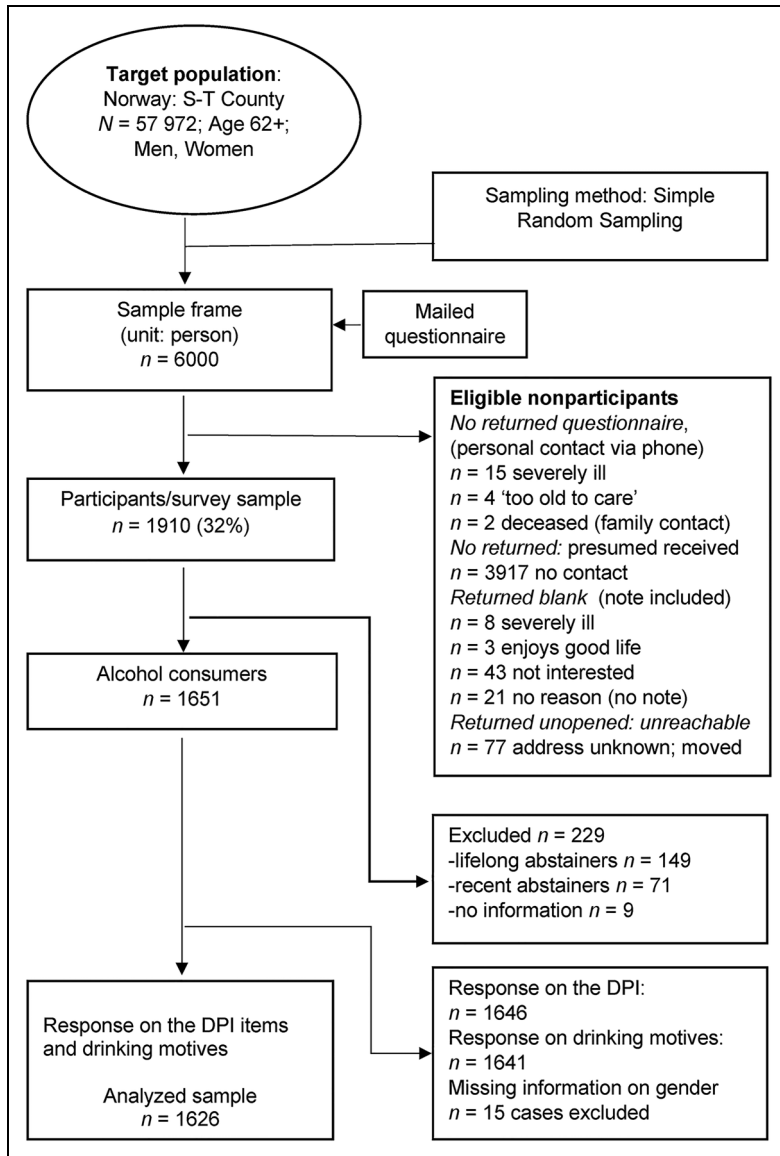 Target population:
Norway: S-T County
N = 57 972; Age 62+;
Men, Women
Sampling method: Simple
Random Sampling
Sample frame
(unit: person)
n = 6000
Mailed
questionnaire
Eligible nonparticipants
No returned questionnaire,
(personal contact via phone)
n = 15 severely ill
n = 4 ‘too old to care’
n = 2 deceased (family contact)
No returned: presumed received
n = 3917 no contact
Returned blank (note included)
n = 8 severely ill
n = 3 enjoys good life
n = 43 not interested
n = 21 no reason (no note)
Returned unopened: unreachable
n = 77 address unknown; moved
Participants/survey sample
n = 1910 (32%)
Alcohol consumers
n = 1651
Excluded n = 229
-lifelong abstainers n = 149
-recent abstainers n = 71
-no information n = 9
Response on the DPI:
n = 1646
Response on drinking motives:
n = 1641
Missing information on gender
n = 15 cases excluded
Response on the DPI items
and drinking motives
Analyzed sample
n = 1626